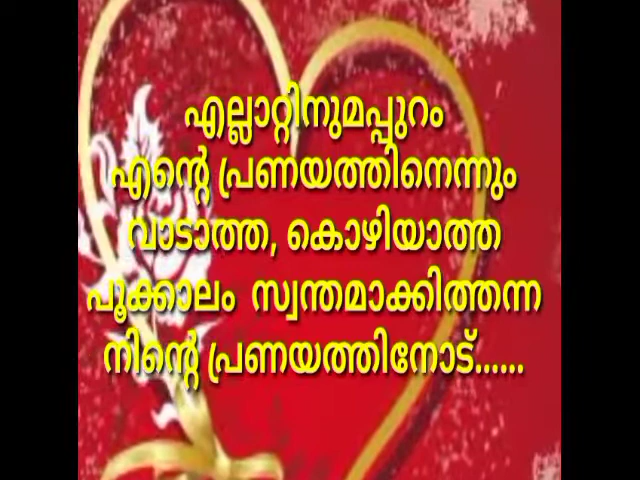 എല്ലാറ്റിനുമപ്പുറം
എന്റെ പ്രണയത്തിനെന്നും
വാടാത്ത, കൊഴിയാത്ത
പൂക്കാലം സ്വന്തമാക്കിത്തന്ന
നിന്റെ പ്രണയത്തിനോട്......